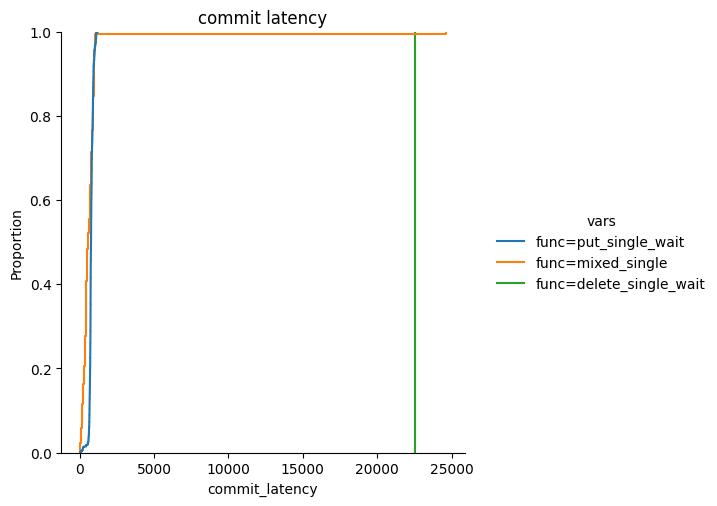 commit latency
1.0
0.8
0.6
0.4
0.2
0.0
Proportion
0 5000 10000 15000 20000 25000
commit_latency
vars
func=put_single_wait
func=mixed_single
func=delete_single_wait